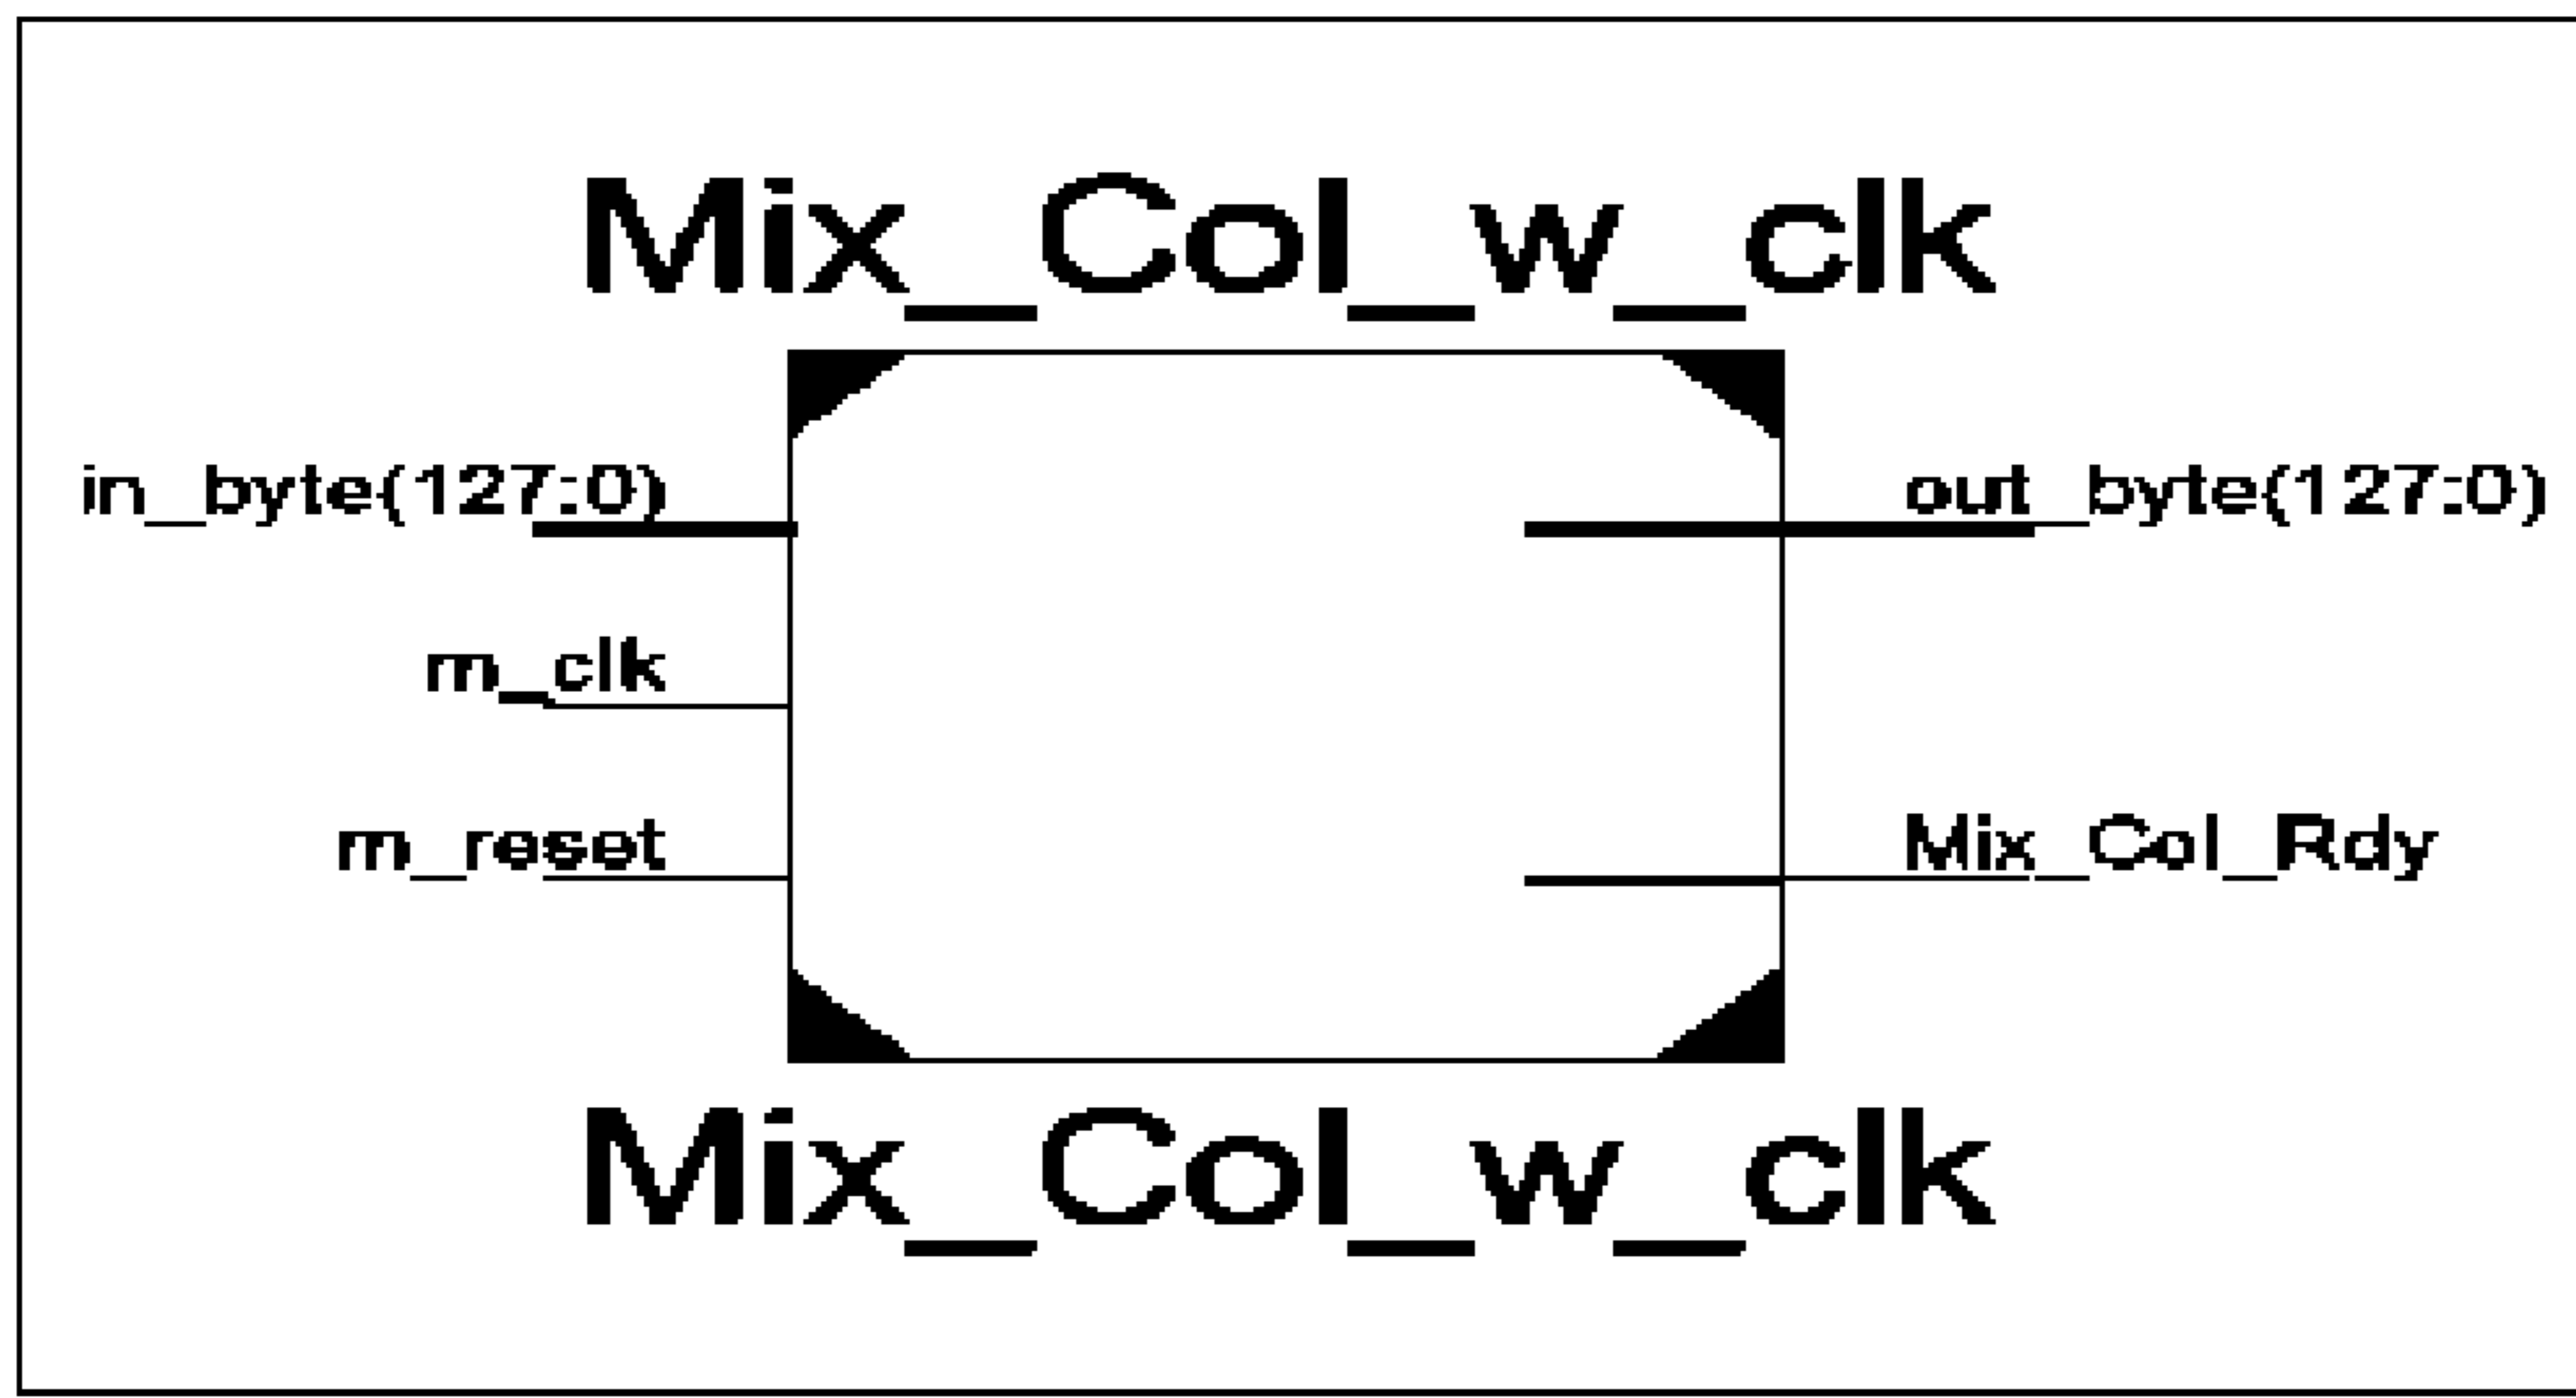 Mix_Col_w_clk
in_byte(127:0)
out_byte(127:0)
m_clk
m_reset
Mix_Col_Rdy
Mix_Col_w_clk